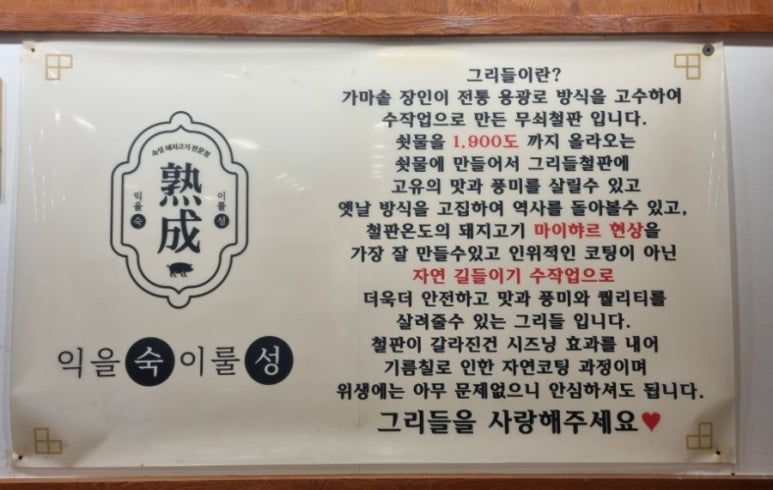 숙성 돼지고기 전문점
익을
숙
熟成
이룰
성
익을 숙 이룰 성
그리들이란?
가마솥 장인이 전통 용광로 방식을 고수하여
수작업으로 만든 무쇠철판 입니다.
쇳물을 1.900도 까지 올라오는
쇳물에 만들어서 그리들철판에
고유의 맛과 풍미를 살릴수 있고
옛날 방식을 고집하여 역사를 돌아볼수 있고,
철판온도의 돼지고기 마이햐르 현상을
가장 잘 만들수있고 인위적인 코팅이 아닌
자연 길들이기 수작업으로
더욱더 안전하고 맛과 풍미와 퀄리티를
살려줄수 있는 그리들 입니다.
철판이 갈라진건 시즈닝 효과를 내어
기름칠로 인한 자연코팅 과정이며
위생에는 아무 문제없으니 안심하셔도 됩니다.
그리들을 사랑해주세요♥